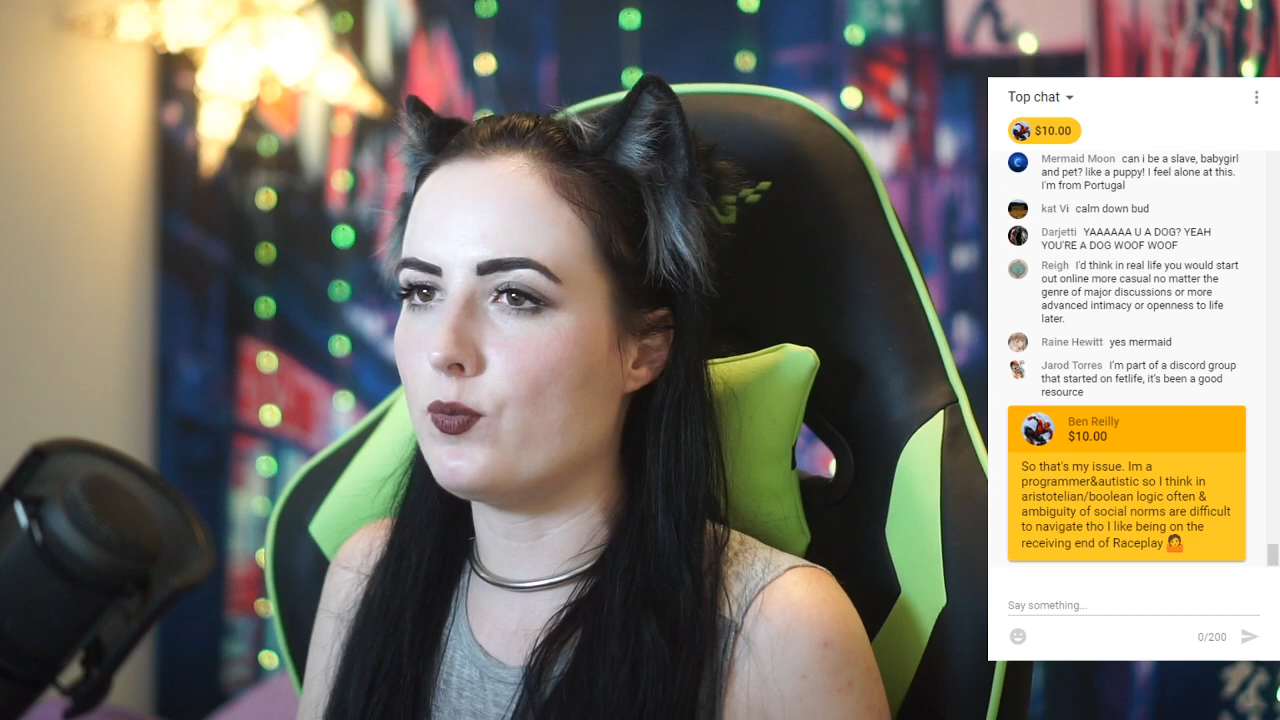 Top chat
$10.00
Mermaid Moon can i be a slave, babygirl
and pet? like a puppy! I feel alone at this.
I'm from Portugal
kat Vi calm down bud
Darjetti YAAAAAA U A DOG? YEAH
YOU'RE A DOG WOOF WOOF
Reigh I'd think in real life you would start
out online more casual no matter the
genre of major discussions or more
advanced intimacy or openness to life
later.
Raine Hewitt yes mermaid
Jarod Torres I'm part of a discord group
that started on fetlife, it's been a good
resource
Ben Reilly
$10.00
So that's my issue. Im a
programmer&autistic so I think in
aristotelian/boolean logic often &
ambiguity of social norms are difficult
to navigate tho I like being on the
receiving end of Raceplay 🤷
Say something...
0/200